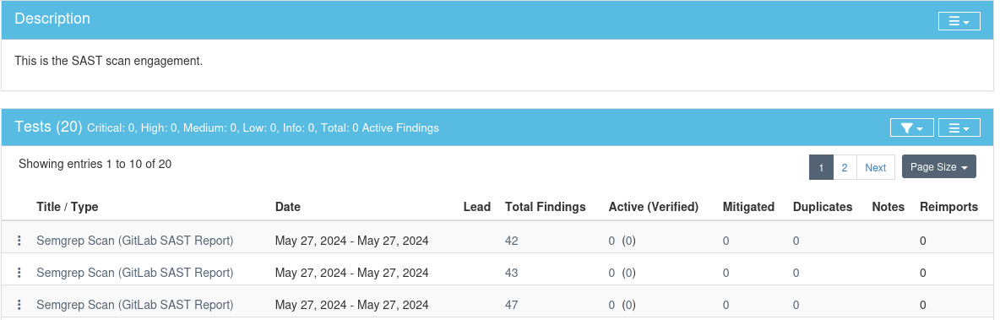 Description
This is the SAST scan engagement.
Tests (20) Critical: 0, High: 0, Medium: 0, Low: 0, Info: 0, Total: 0 Active Findings
Showing entries 1 to 10 of 20
1 2 Next Page Size
Title / Type Date Lead Total Findings Active (Verified) Mitigated Duplicates Notes Reimports
Semgrep Scan (GitLab SAST Report) May 27, 2024 - May 27, 2024 42 0 (0) 0 0 0
Semgrep Scan (GitLab SAST Report) May 27, 2024 - May 27, 2024 43 0 (0) 0 0 0
Semgrep Scan (GitLab SAST Report) May 27, 2024 - May 27, 2024 47 0 (0) 0 0 0